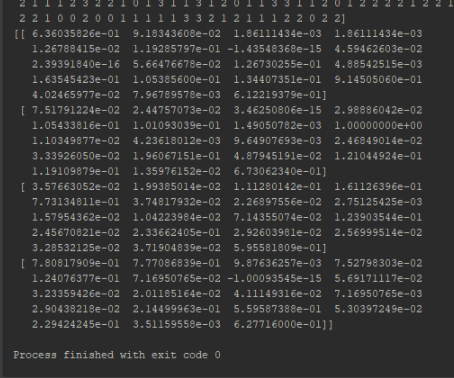 2 1 1 1 2 3 2 2 1 0 1 3 1 1 3 1 2 0 1 1 3 3 1 1 2 0 1 2 2 2 2 1 2 2 1
2 2 1 0 0 2 0 0 1 1 1 1 1 3 3 2 1 2 1 1 2 2 0 2 2]
[[ 6.36035826e-01 9.18343608e-02 1.86111434e-03 1.86111434e-03
1.26788415e-02 1.19285797e-01 -1.43548368e-15 4.59462603e-02
2.39391840e-16 5.66476678e-02 1.26730255e-01 4.88542515e-03
1.63545423e-01 1.05385600e-01 1.34407351e-01 9.14505060e-01
4.02465977e-02 7.96789578e-03 6.12219379e-01]
[ 7.51791224e-02 2.44757073e-02 3.46250806e-15 2.98886042e-02
1.05433816e-01 1.01093039e-01 1.49050782e-03 1.00000000e+00
1.10349877e-02 4.23618012e-03 9.64907693e-03 2.46849014e-02
3.33926050e-02 1.96067151e-01 4.87945191e-02 1.21044924e-01
1.19109879e-01 1.35976152e-02 6.73062340e-01]
[ 3.57663052e-02 1.99385014e-02 1.11280142e-01 1.61126396e-01
7.73134811e-01 3.74817932e-02 2.26897556e-02 2.75125425e-03
1.57954362e-02 1.04223984e-02 7.14355074e-02 1.23903544e-01
2.45670821e-02 2.33662405e-01 2.92603981e-02 2.56999514e-02
3.28532125e-02 3.71904839e-02 5.95581809e-01]
[ 7.80817909e-01 7.77086839e-01 9.87636257e-03 7.52798303e-02
1.24076377e-01 7.16950765e-02 -1.00093545e-15 5.69171117e-02
3.23359426e-02 2.01185164e-02 4.11149316e-02 7.16950765e-03
2.90438218e-02 2.14499963e-01 5.59587388e-01 5.30397249e-02
2.29424245e-01 3.51159558e-03 6.27716000e-01]]
Process finished with exit code 0